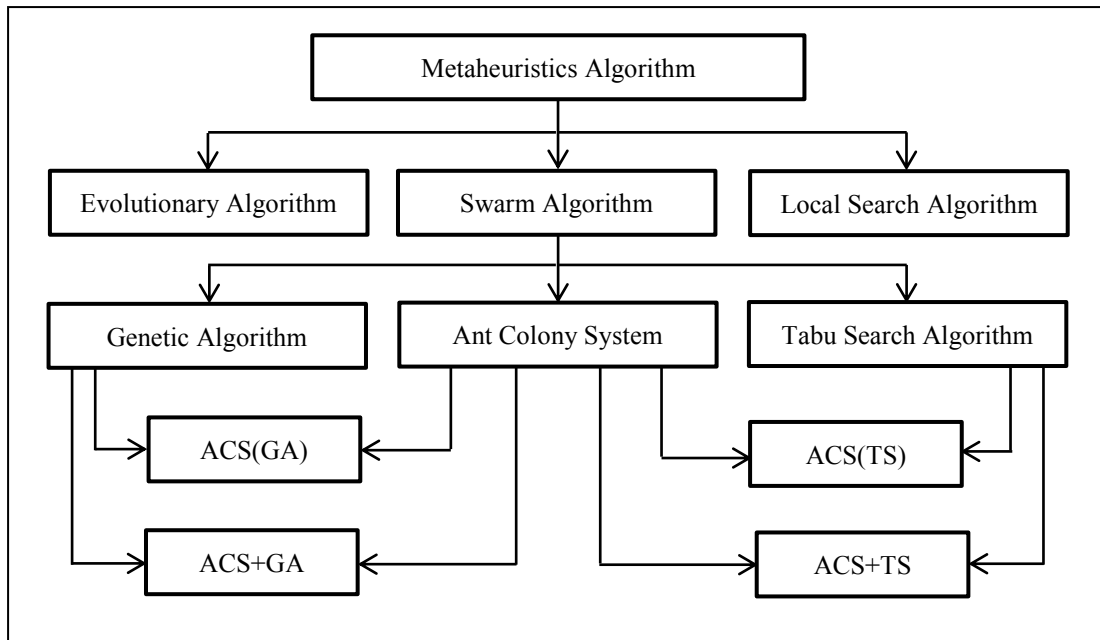 Metaheuristics Algorithm
Evolutionary Algorithm
Swarm Algorithm
Local Search Algorithm
Genetic Algorithm
Ant Colony System
Tabu Search Algorithm
ACS(GA)
ACS(TS)
ACS+GA
ACS+TS